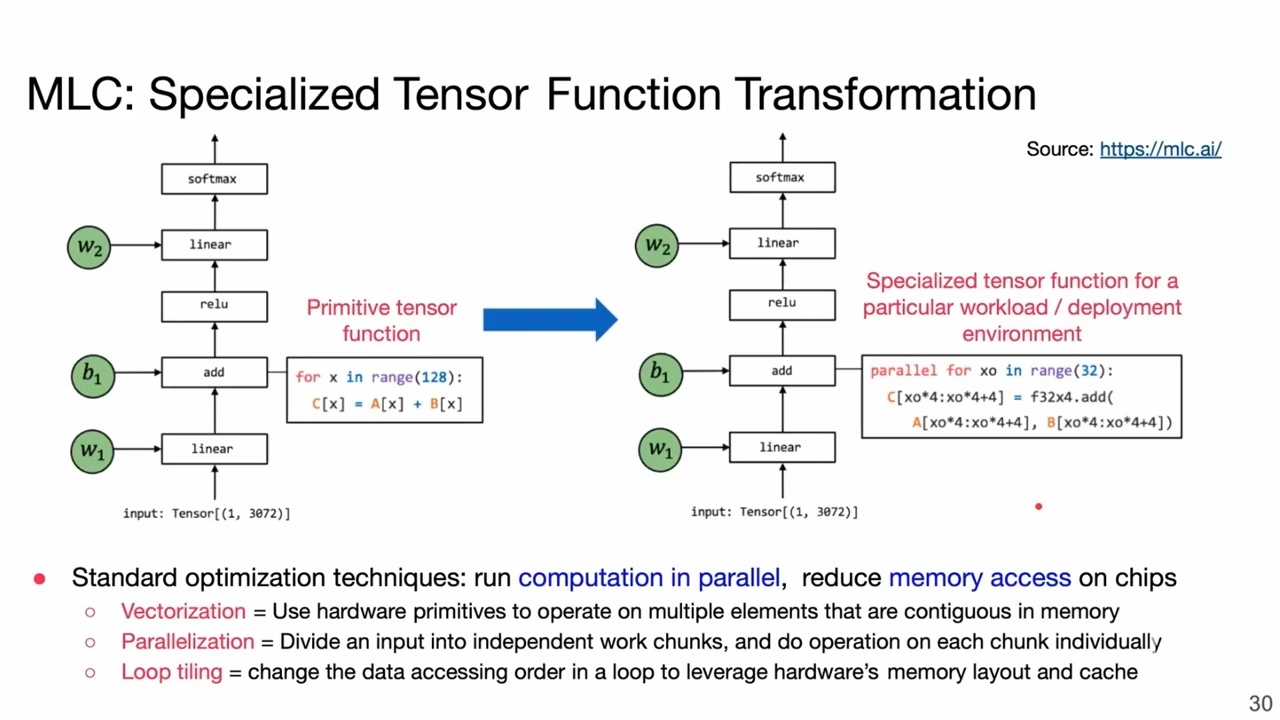 MLC: Specialized Tensor Function Transformation
Source: https://mlc.ai/
softmax
w₂
linear
relu
Primitive tensor
function
b₁
add
for x in range(128):
C[x] = A[x] + B[x]
w₁
linear
input: Tensor[(1, 3072)]
softmax
w₂
linear
relu
Specialized tensor function for a
particular workload / deployment
environment
b₁
add
parallel for xo in range(32):
C[xo*4:xo*4+4] = f32x4.add(
A[xo*4:xo*4+4], B[xo*4:xo*4+4])
w₁
linear
input: Tensor[(1, 3072)]
● Standard optimization techniques: run computation in parallel, reduce memory access on chips
○ Vectorization = Use hardware primitives to operate on multiple elements that are contiguous in memory
○ Parallelization = Divide an input into independent work chunks, and do operation on each chunk individually
○ Loop tiling = change the data accessing order in a loop to leverage hardware's memory layout and cache
30